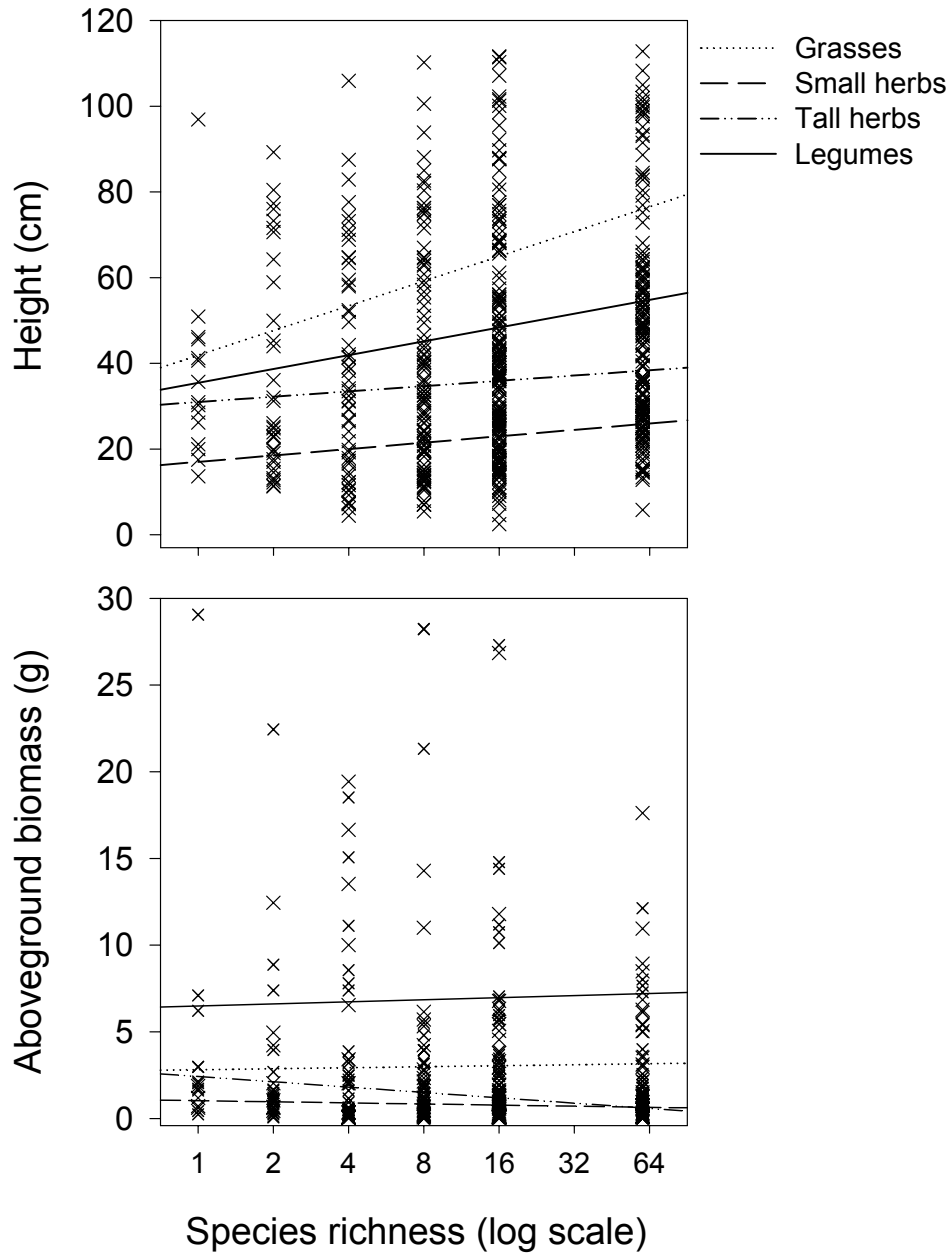 120
100
80
60
40
20
0
Height (cm)
Grasses
Small herbs
Tall herbs
Legumes
30
25
20
15
10
5
0
Aboveground biomass (g)
1 2 4 8 16 32 64
Species richness (log scale)